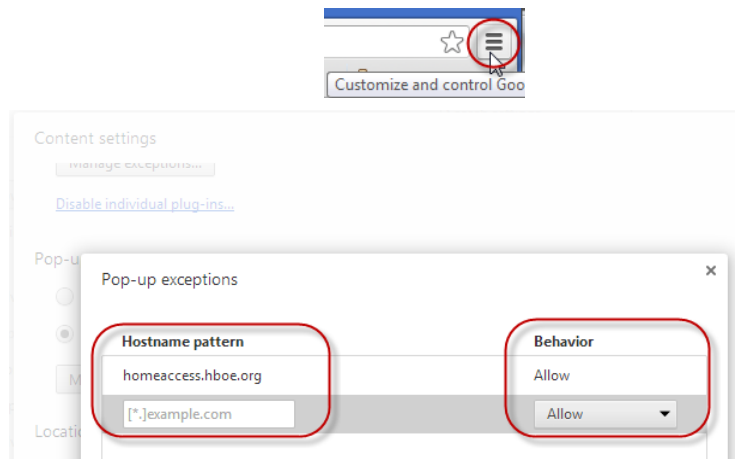 Customize and control Goo
Content settings
Manage exceptions...
Disable individual plug-ins...
Pop-u
Pop-up exceptions
Hostname pattern Behavior
homeaccess.hboe.org Allow
[*.]example.com Allow
M
Locati